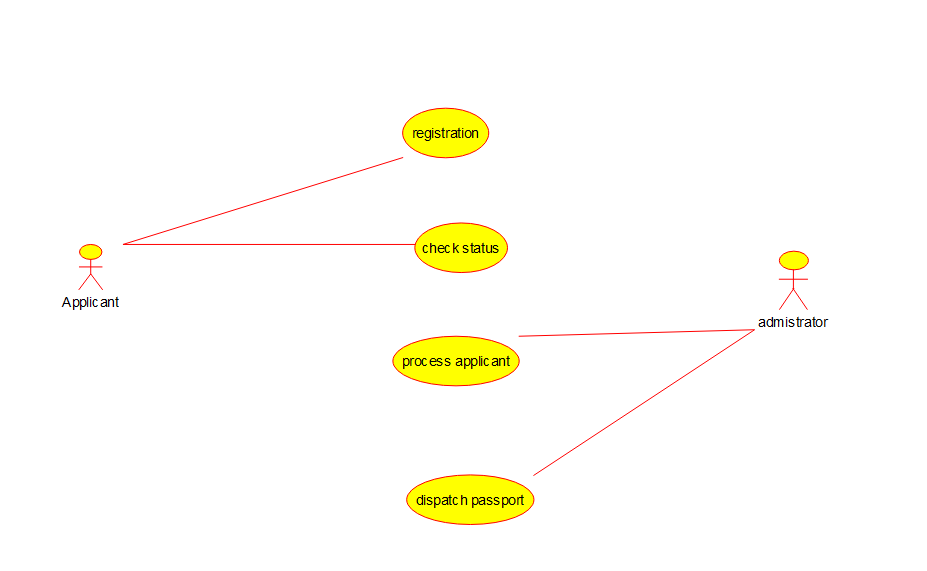 registration
check status
Applicant
admistrator
process applicant
dispatch passport